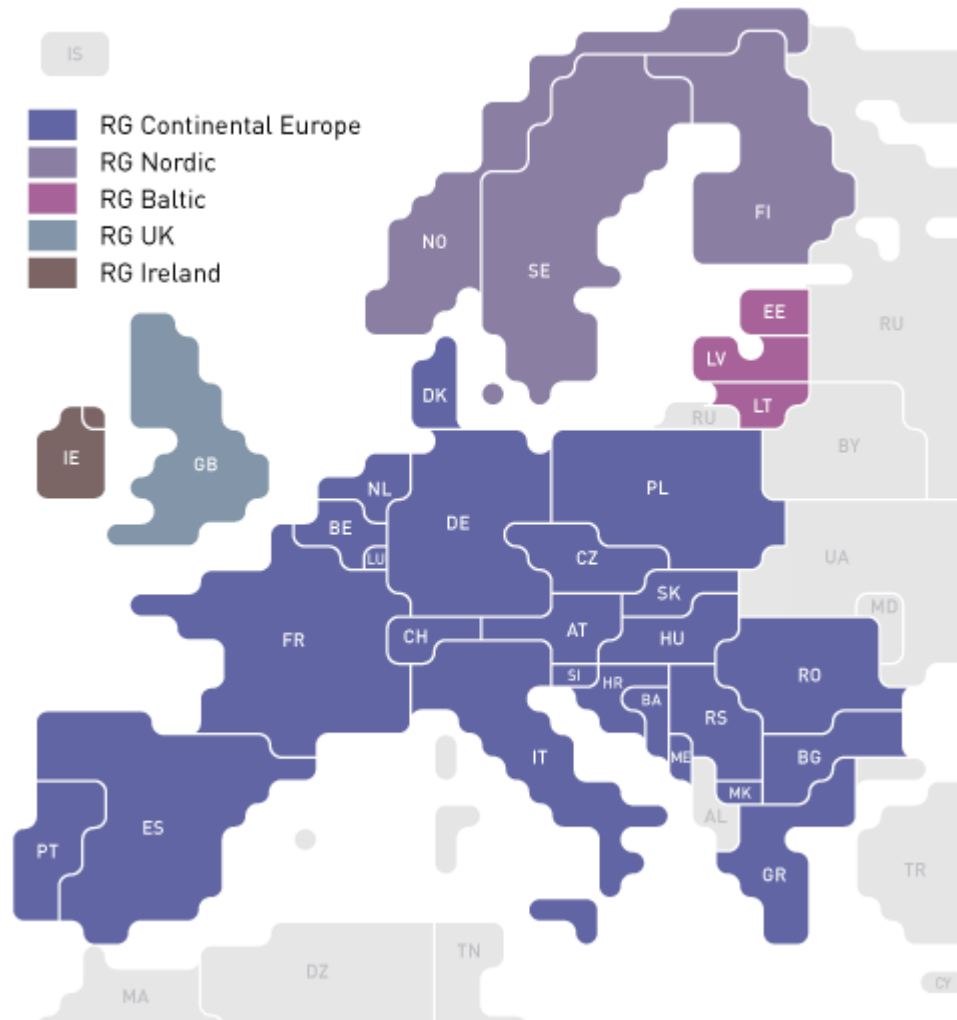 IS
RG Continental Europe
RG Nordic
RG Baltic
RG UK
RG Ireland
NO
SE
FI
EE
RU
LV
DK
LT
RU
BY
IE
GB
NL
PL
BE
DE
LU
CZ
UA
SK
MD
FR
CH
AT
HU
SI
HR
BA
RS
RO
IT
ME
BG
MK
AL
PT
ES
GR
TR
TN
DZ
MA
CY